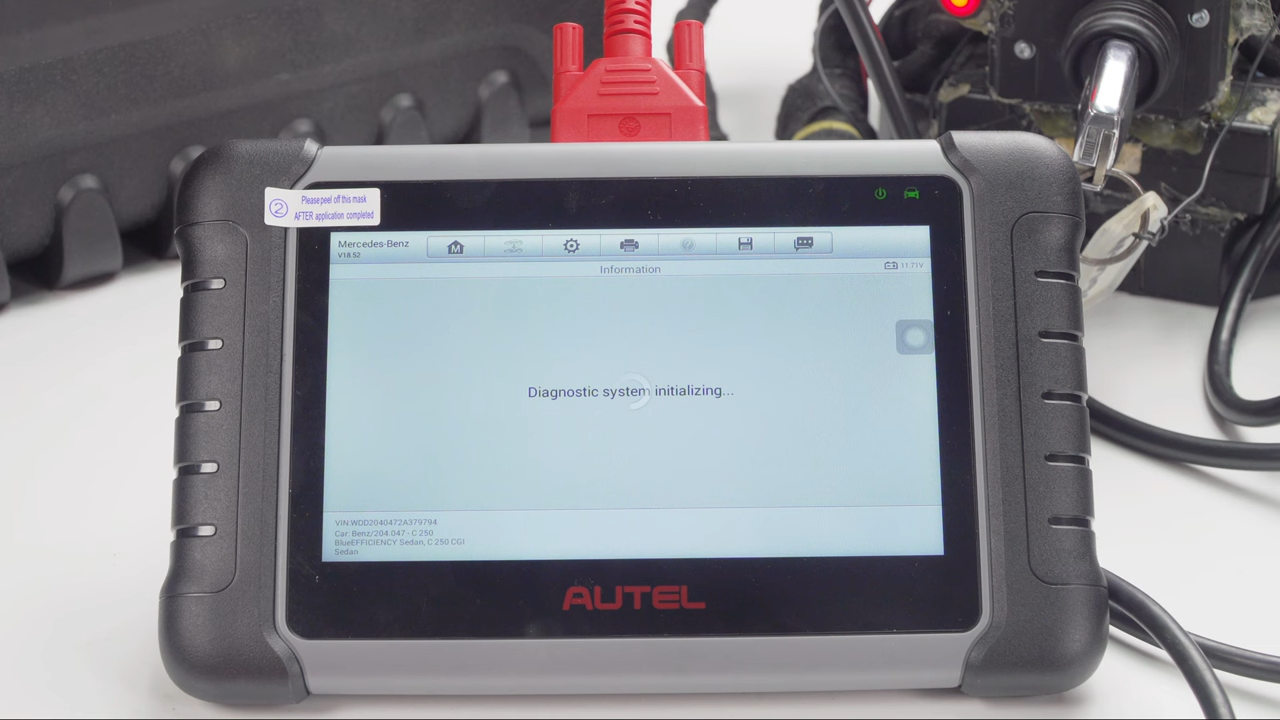 ② Please peel off this mask
AFTER application completed
Mercedes-Benz
V18.52
M
Information
11.71V
Diagnostic system initializing...
VIN:WDD2040472A379794
Car: Benz/204.047 - C 250
BlueEFFICIENCY Sedan, C 250 CGI
Sedan
AUTEL